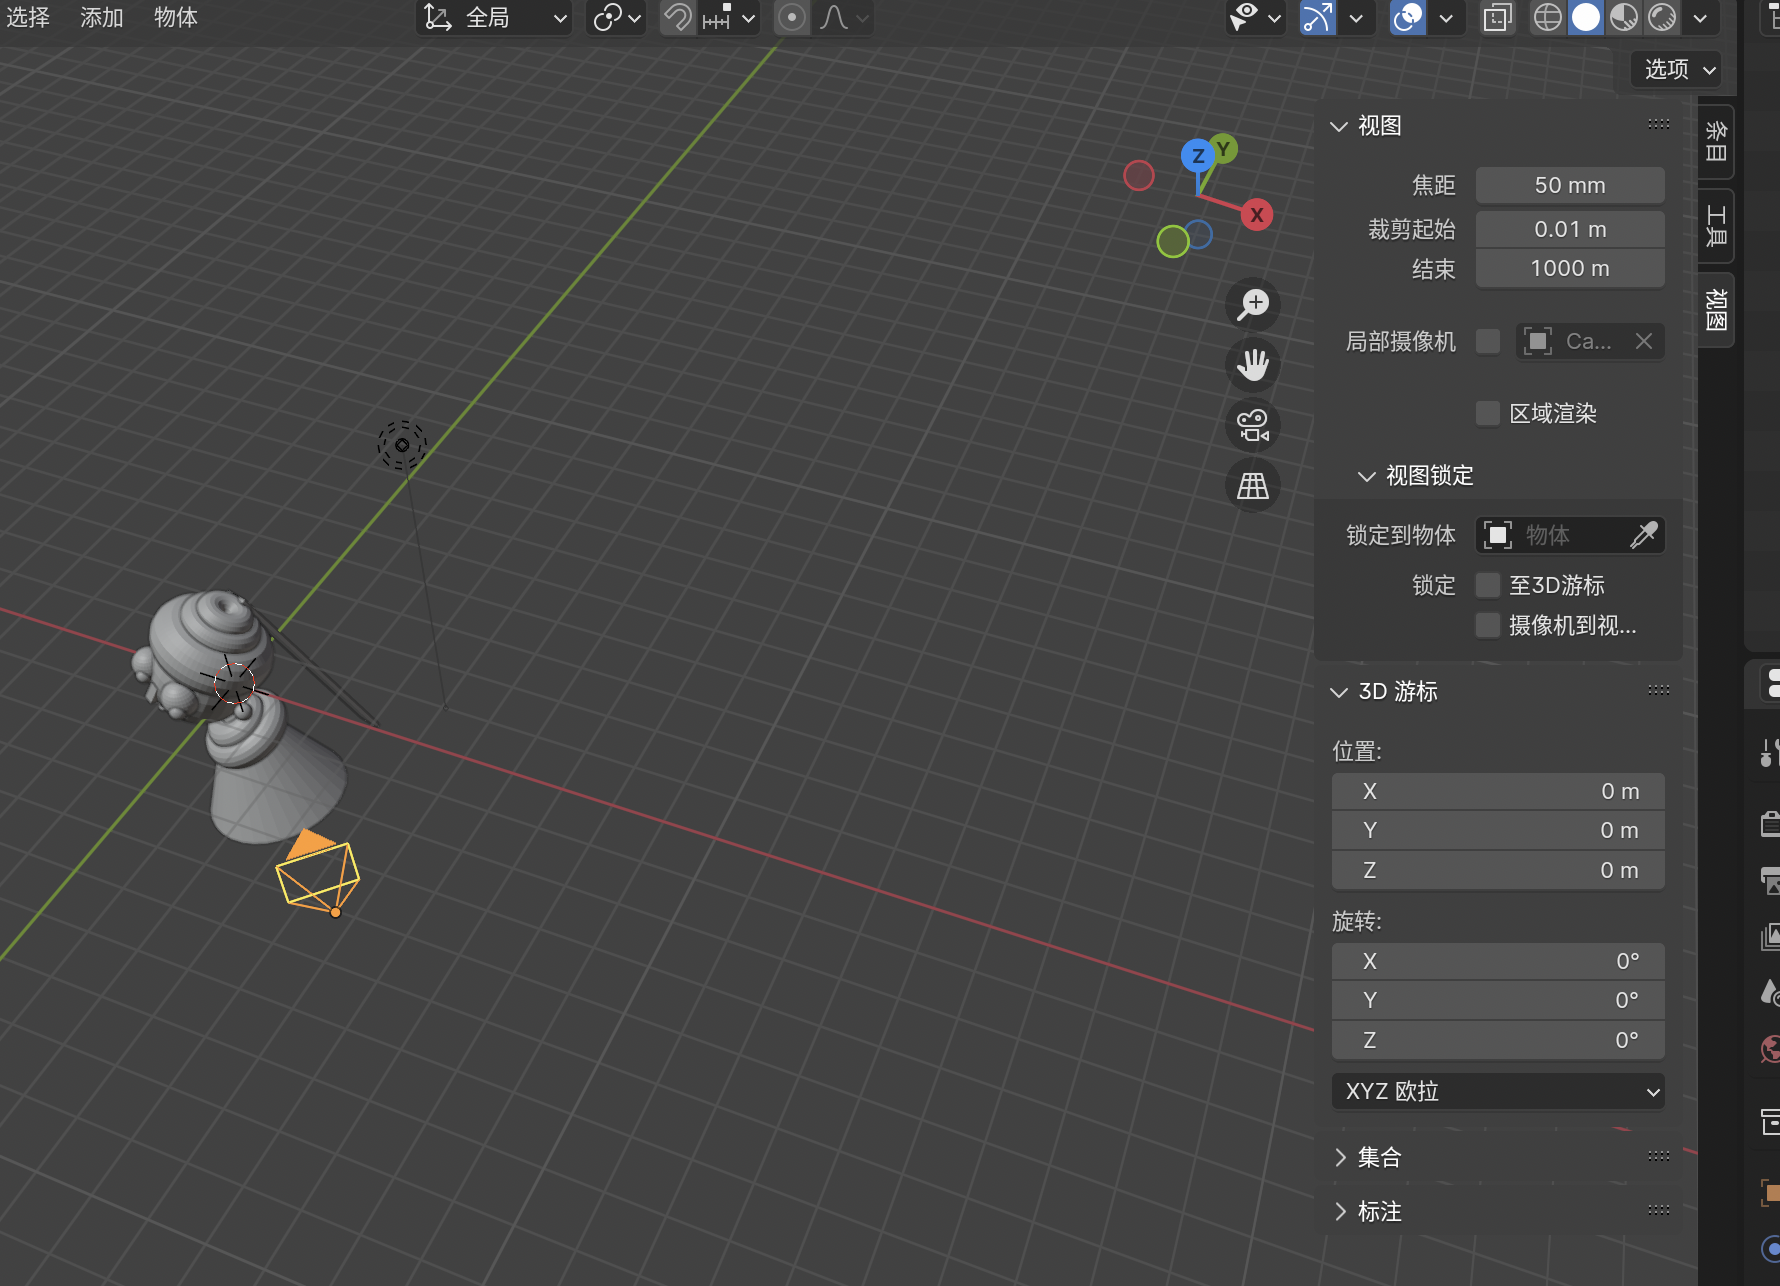 选择 添加 物体 全局
选项
Z Y
X
条目
工具
视图
视图
焦距 50 mm
裁剪起始 0.01 m
结束 1000 m
局部摄像机 Ca...
区域渲染
视图锁定
锁定到物体 物体
锁定 至3D游标
摄像机到视...
3D 游标
位置:
X 0 m
Y 0 m
Z 0 m
旋转:
X 0°
Y 0°
Z 0°
XYZ 欧拉
集合
标注